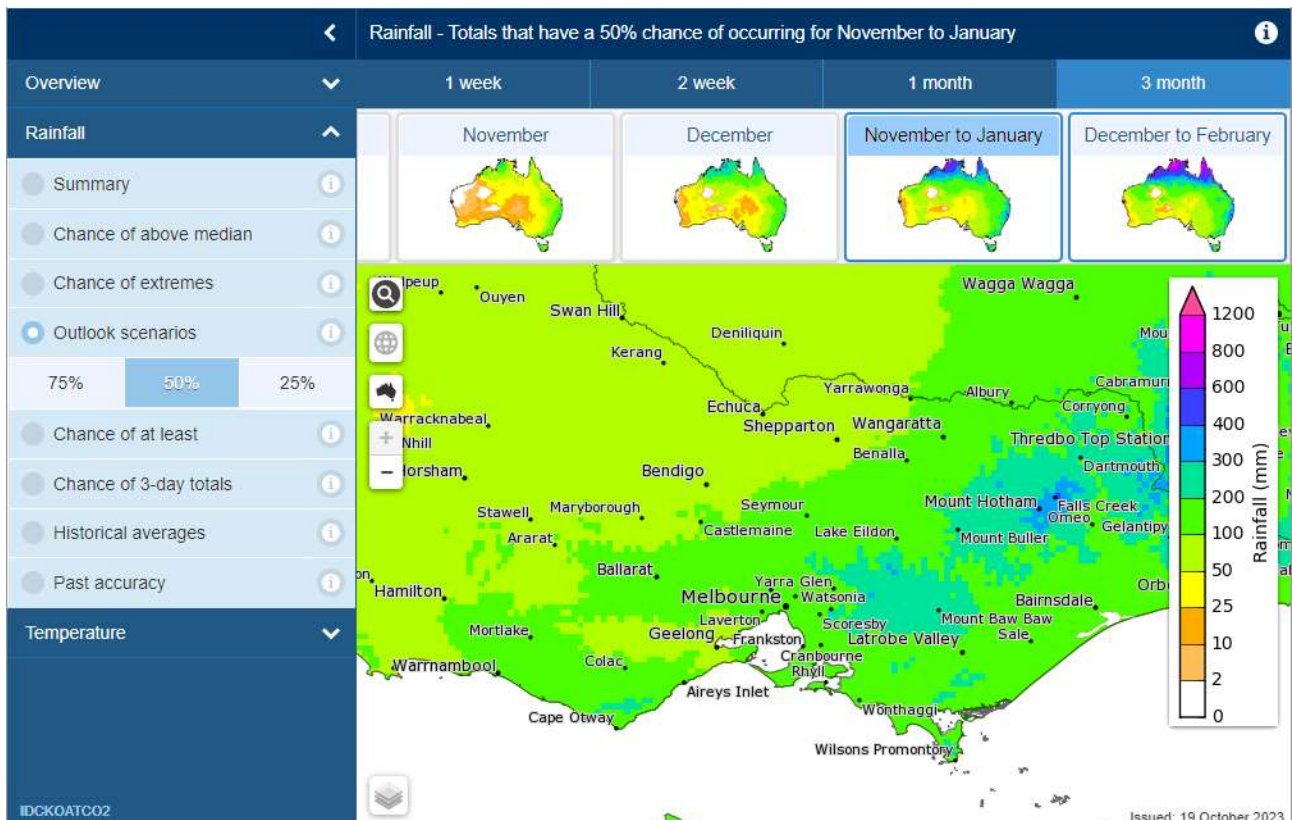 Rainfall - Totals that have a 50% chance of occurring for November to January
Overview
1 week
2 week
1 month
3 month
Rainfall
November
December
November to January
December to February
Summary
Chance of above median
Chance of extremes
Outlook scenarios
75%
50%
25%
Chance of at least
Chance of 3-day totals
Historical averages
Past accuracy
Temperature
IDCKOATCO2
Ouyen
Swan Hill
Wagga Wagga
Deniliquin
Kerang
Yarrawonga
Albury
Corryong
Warracknabeal
Echuca
Shepparton
Wangaratta
Thredbo Top Station
Nhill
Benalla
Dartmouth
Bendigo
Stawell
Maryborough
Seymour
Mount Hotham
Falls Creek
Omeo
Gelantipy
Ararat
Castlemaine
Lake Eildon
Mount Buller
Ballarat
Yarra Glen
Hamilton
Melbourne
Watsonia
Bairnsdale
Laverton
Scoresby
Mount Baw Baw
Mortlake
Geelong
Frankston
Latrobe Valley
Sale
Cranbourne
Colac
Rhyll
Warrnambool
Aireys Inlet
Cape Otway
Wonthaggi
Wilsons Promontory
1200
800
600
400
300
200
100
50
25
10
2
0
Rainfall (mm)
Issued: 19 October 2023